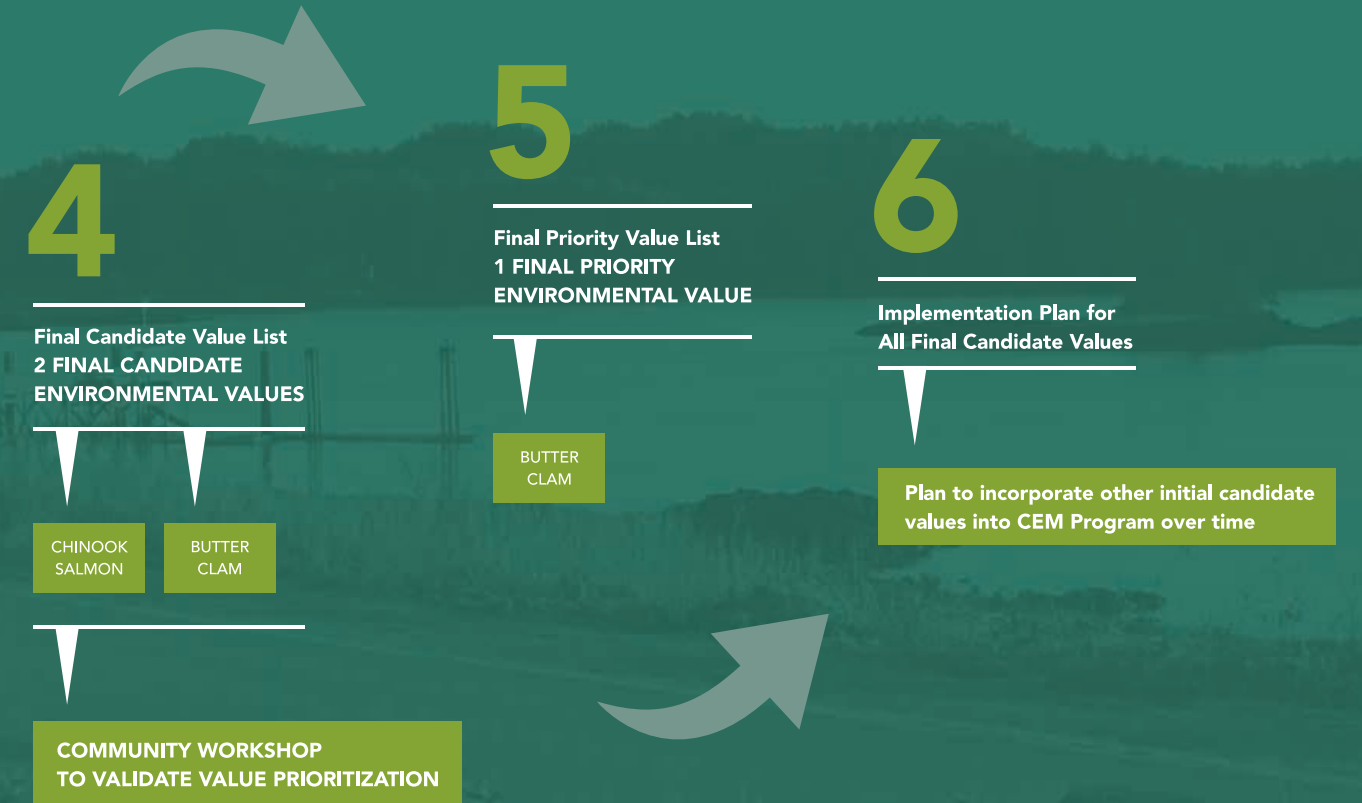 4
Final Candidate Value List
2 FINAL CANDIDATE
ENVIRONMENTAL VALUES
CHINOOK
SALMON
BUTTER
CLAM
COMMUNITY WORKSHOP
TO VALIDATE VALUE PRIORITIZATION
5
Final Priority Value List
1 FINAL PRIORITY
ENVIRONMENTAL VALUE
BUTTER
CLAM
6
Implementation Plan for
All Final Candidate Values
Plan to incorporate other initial candidate
values into CEM Program over time